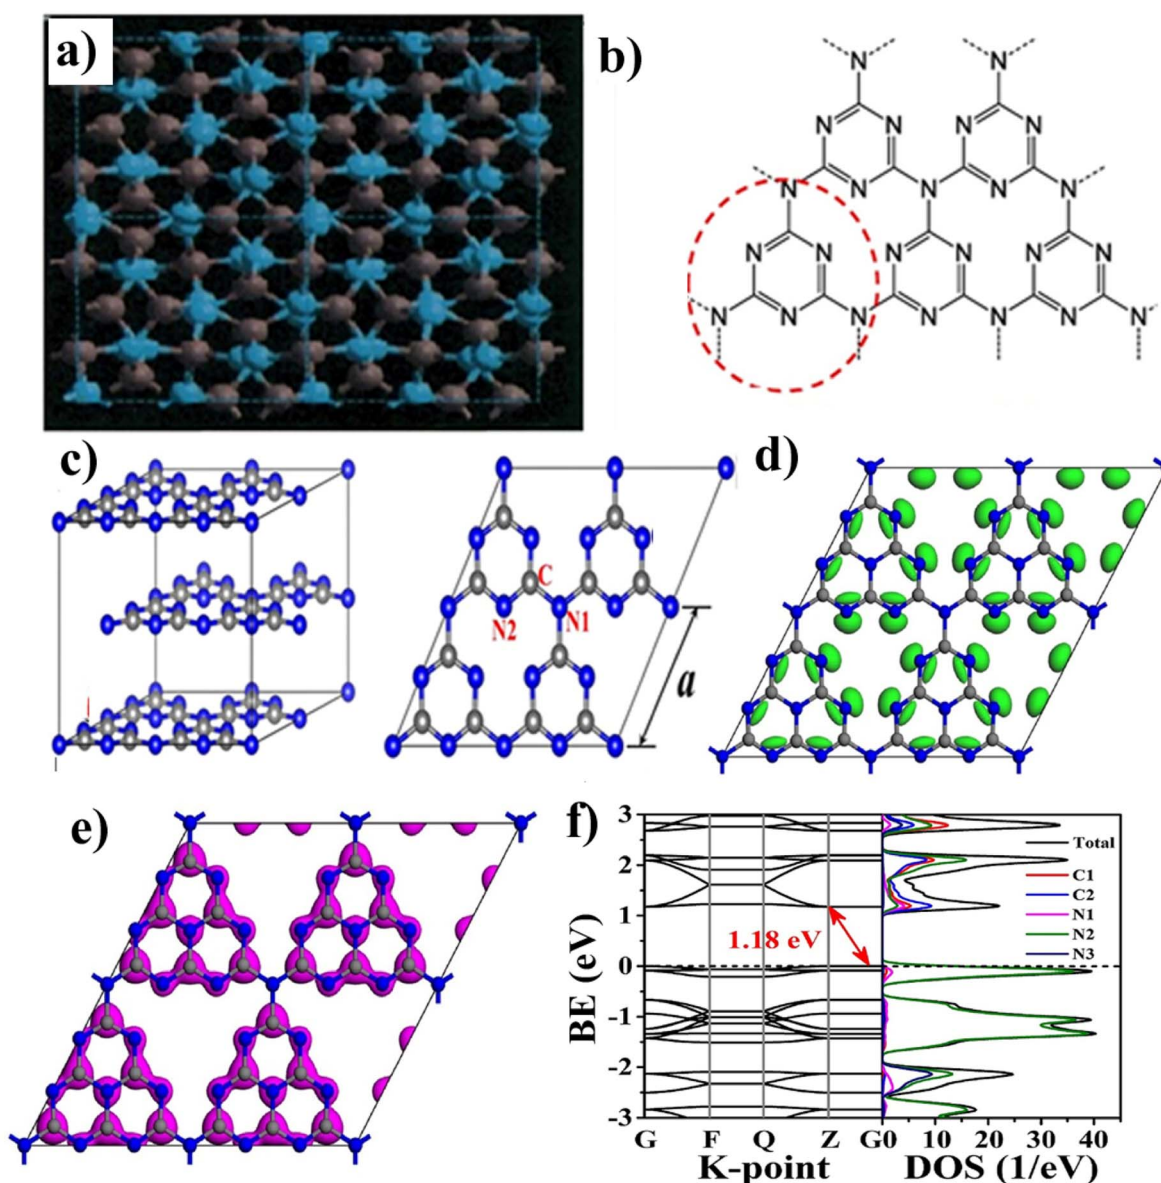 a)
b)
N N
N N N N
N N N N N
N N N N N N
N N N N
N N N N N N N
c)
d)
C
N2
N1
a
e)
f)
3
2
1
0
-1
-2
-3
BE (eV)
1.18 eV
G F Q Z G
K-point
Total
C1
C2
N1
N2
N3
0 10 20 30 40
DOS (1/eV)